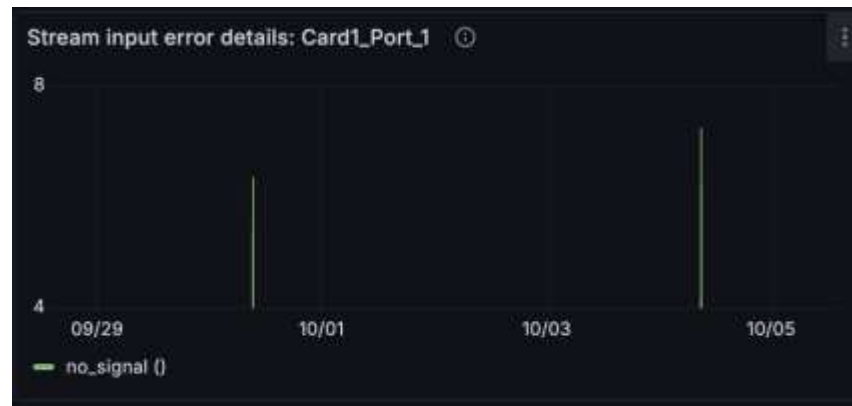 Stream input error details: Card1_Port_1
8
4
09/29 10/01 10/03 10/05
no_signal ()